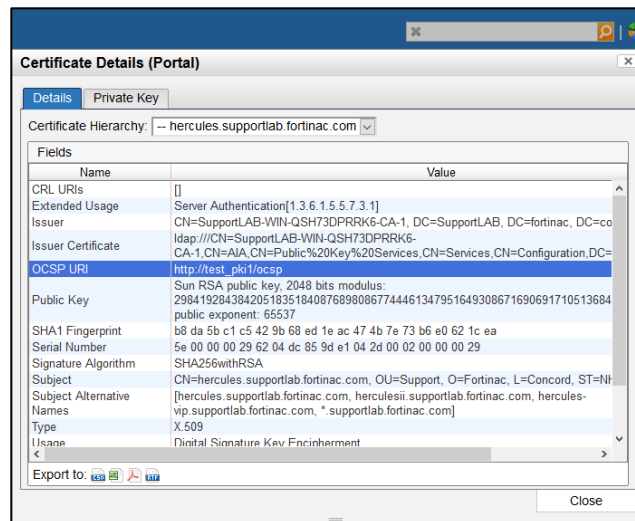 Certificate Details (Portal)
Details Private Key
Certificate Hierarchy: -- hercules.supportlab.fortinac.com
Fields
Name Value
CRL URIs []
Extended Usage Server Authentication[1.3.6.1.5.5.7.3.1]
Issuer CN=SupportLAB-WIN-QSH73DPRRK6-CA-1, DC=SupportLAB, DC=fortinac, DC=co
Issuer Certificate ldap:///CN=SupportLAB-WIN-QSH73DPRRK6-
CA-1,CN=AIA,CN=Public%20Key%20Services,CN=Services,CN=Configuration,DC=
OCSP URI http://test_pki1/ocsp
Public Key Sun RSA public key, 2048 bits modulus:
public exponent: 65537
SHA1 Fingerprint b8 da 5b c1 c5 42 9b 68 ed 1e ac 47 4b 7e 73 b6 e0 62 1c ea
Serial Number 5e 00 00 00 29 62 04 dc 85 9d e1 04 2d 00 02 00 00 00 29
Signature Algorithm SHA256withRSA
Subject CN=hercules.supportlab.fortinac.com, OU=Support, O=Fortinac, L=Concord, ST=NH
Subject Alternative Names [hercules.supportlab.fortinac.com, herculesii.supportlab.fortinac.com, hercules-
vip.supportlab.fortinac.com, *.supportlab.fortinac.com]
Type X.509
Usage Digital Signature Key Encipherment
Export to:
Close